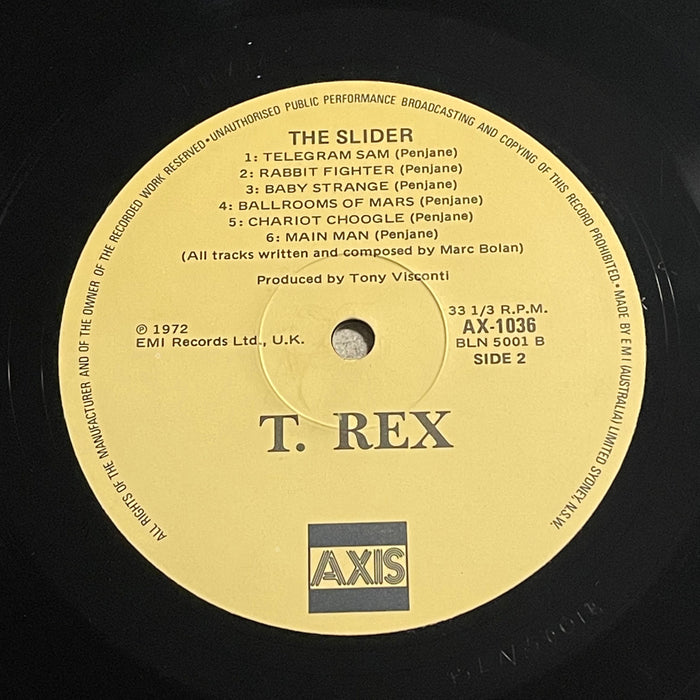 ALL RIGHTS OF THE MANUFACTURER AND OF THE OWNER OF THE RECORDED WORK RESERVED • UNAUTHORISED PUBLIC PERFORMANCE BROADCASTING AND COPYING OF THIS RECORD PROHIBITED. • MADE BY E M I (AUSTRALIA) LIMITED SYDNEY, N.S.W.
THE SLIDER
1: TELEGRAM SAM (Penjane)
2: RABBIT FIGHTER (Penjane)
3: BABY STRANGE (Penjane)
4: BALLROOMS OF MARS (Penjane)
5: CHARIOT CHOOGLE (Penjane)
6: MAIN MAN (Penjane)
(All tracks written and composed by Marc Bolan)
Produced by Tony Visconti
℗ 1972
EMI Records Ltd., U.K.
33 1/3 R.P.M.
AX-1036
BLN 5001 B
SIDE 2
T. REX
AXIS